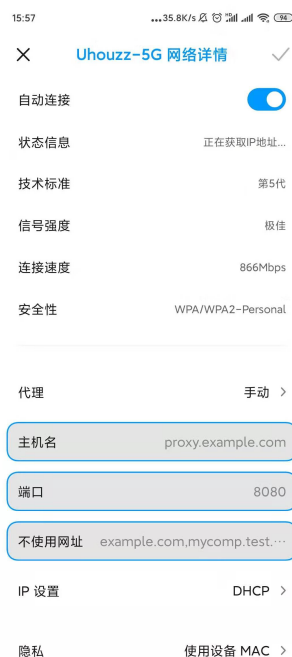 15:57
...35.8K/s
94
Uhouzz-5G 网络详情
自动连接
状态信息 正在获取IP地址...
技术标准 第5代
信号强度 极佳
连接速度 866Mbps
安全性 WPA/WPA2-Personal
代理 手动
主机名 proxy.example.com
端口 8080
不使用网址 example.com,mycomp.test.…
IP 设置 DHCP
隐私 使用设备 MAC